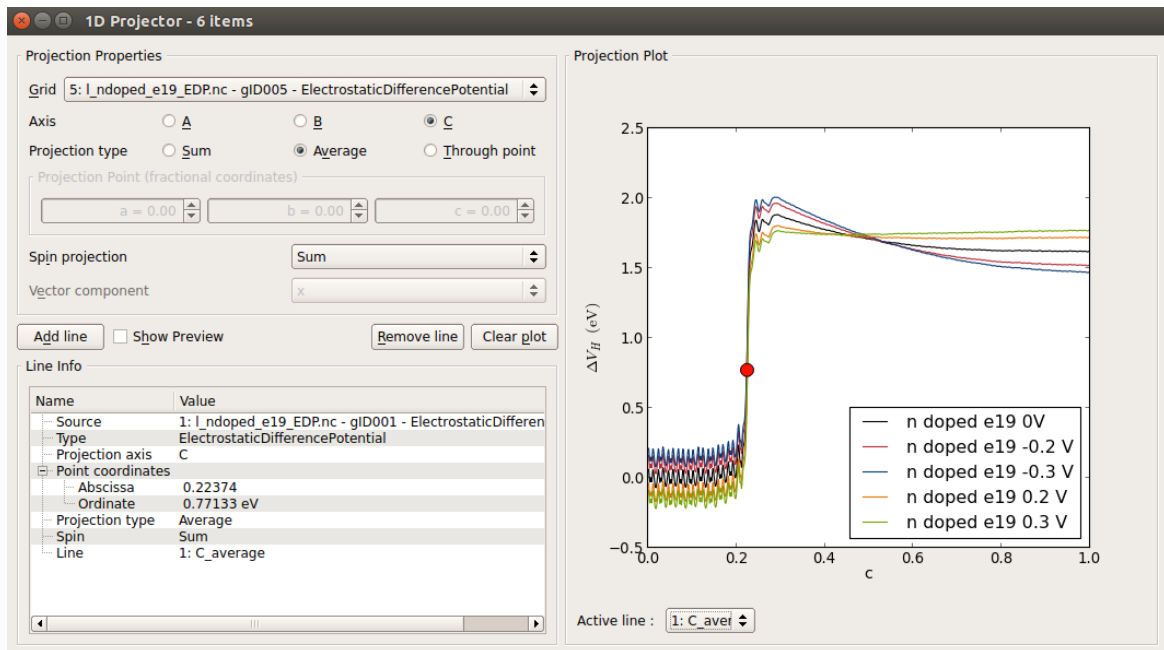 1D Projector - 6 items
Projection Properties
Grid 5: l_ndoped_e19_EDP.nc - gID005 - ElectrostaticDifferencePotential
Axis A B C
Projection type Sum Average Through point
Projection Point (fractional coordinates)
a = 0.00 b = 0.00 c = 0.00
Spin projection Sum
Vector component x
Add line Show Preview Remove line Clear plot
Line Info
Name Value
Source 1: l_ndoped_e19_EDP.nc - gID001 - ElectrostaticDifferen
Type ElectrostaticDifferencePotential
Projection axis C
Point coordinates
Abscissa 0.22374
Ordinate 0.77133 eV
Projection type Average
Spin Sum
Line 1: C_average
Projection Plot
2.5
2.0
1.5
1.0
0.5
0.0
−0.5
ΔV_H (eV)
0.0 0.2 0.4 0.6 0.8 1.0
c
n doped e19 0V
n doped e19 -0.2 V
n doped e19 -0.3 V
n doped e19 0.2 V
n doped e19 0.3 V
Active line : 1: C_aver